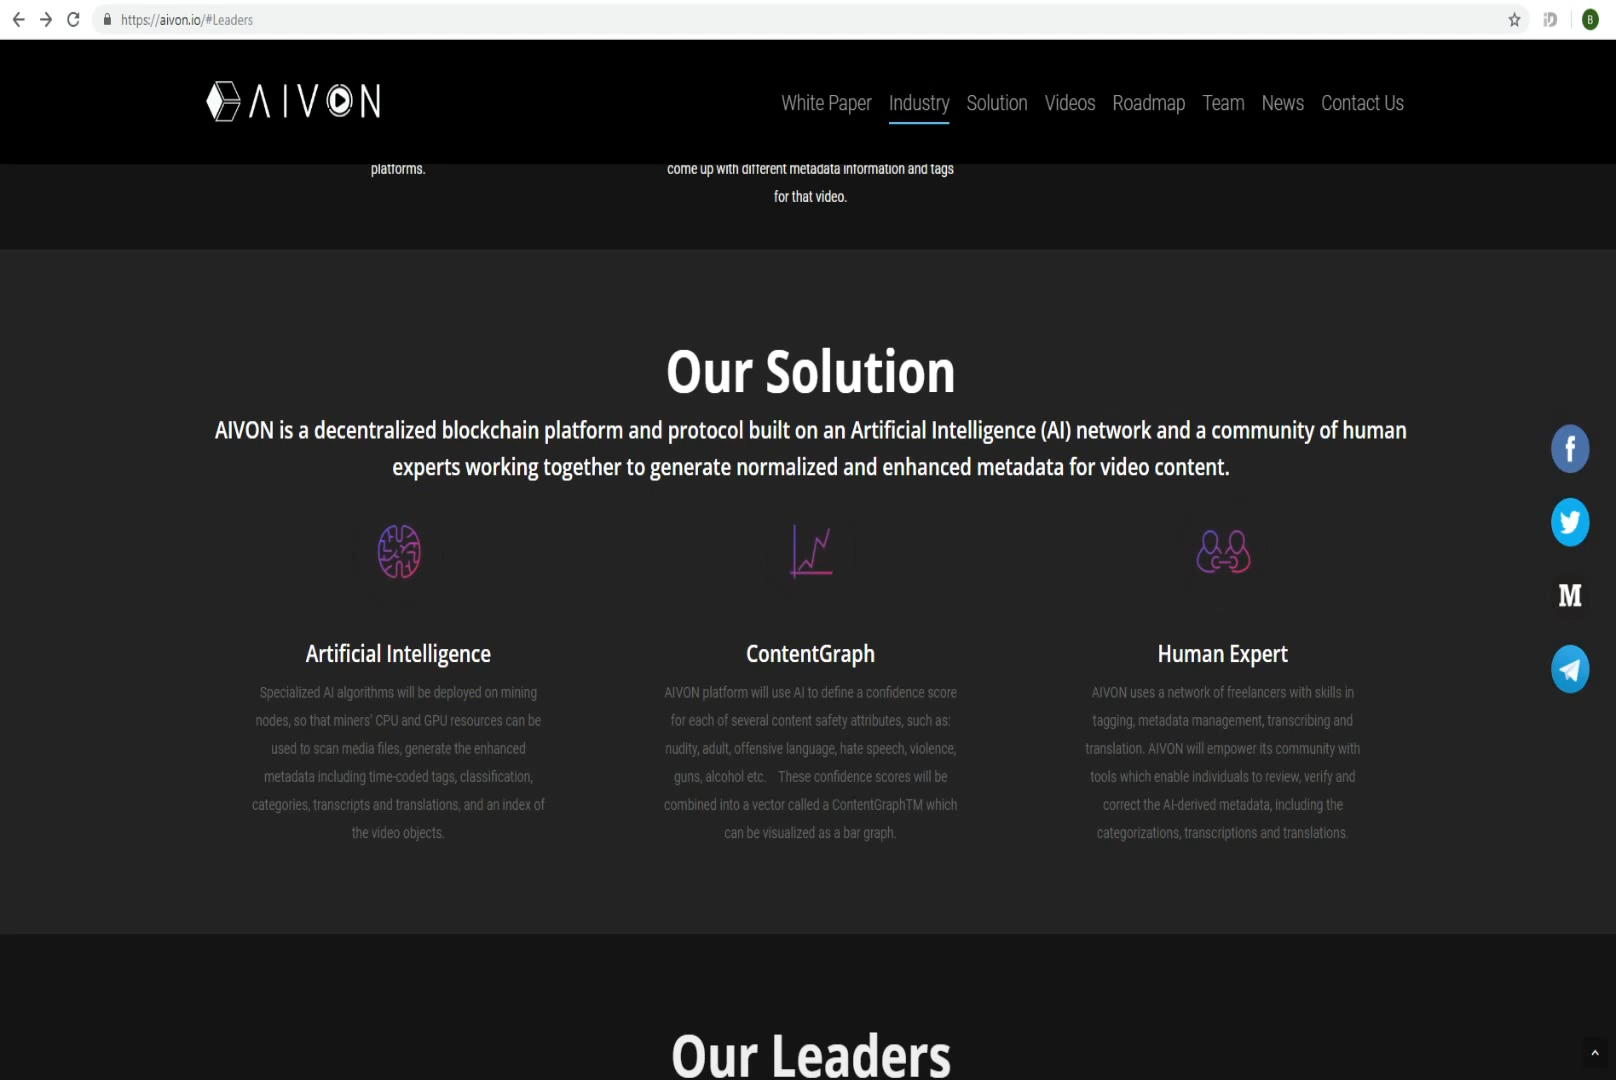 https://aivon.io/#Leaders
B
AIVON
White Paper Industry Solution Videos Roadmap Team News Contact Us
platforms.
come up with different metadata information and tags
for that video.
Our Solution
AIVON is a decentralized blockchain platform and protocol built on an Artificial Intelligence (AI) network and a community of human
experts working together to generate normalized and enhanced metadata for video content.
Artificial Intelligence
Specialized AI algorithms will be deployed on mining
nodes, so that miners' CPU and GPU resources can be
used to scan media files, generate the enhanced
metadata including time-coded tags, classification,
categories, transcripts and translations, and an index of
the video objects.
ContentGraph
AIVON platform will use AI to define a confidence score
for each of several content safety attributes, such as:
nudity, adult, offensive language, hate speech, violence,
guns, alcohol etc. These confidence scores will be
combined into a vector called a ContentGraphTM which
can be visualized as a bar graph.
Human Expert
AIVON uses a network of freelancers with skills in
tagging, metadata management, transcribing and
translation. AIVON will empower its community with
tools which enable individuals to review, verify and
correct the AI-derived metadata, including the
categorizations, transcriptions and translations.
f
M
Our Leaders